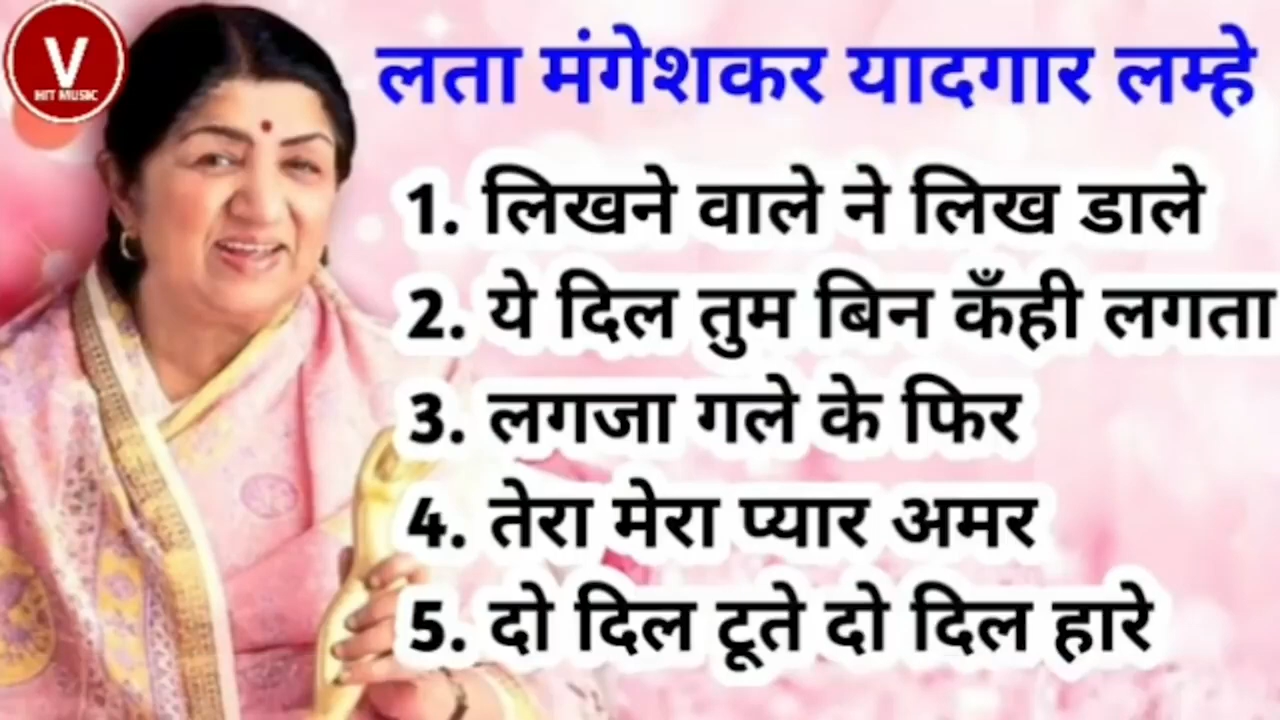 V
HIT MUSIC
लता मंगेशकर यादगार लम्हे
1. लिखने वाले ने लिख डाले
2. ये दिल तुम बिन कँही लगता
3. लगजा गले के फिर
4. तेरा मेरा प्यार अमर
5. दो दिल टूते दो दिल हारे